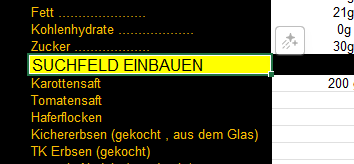 Fett ........................ 21g
Kohlenhydrate .................... 0g
Zucker .................... 30g
SUCHFELD EINBAUEN
Karottensaft 200
Tomatensaft
Haferflocken
Kichererbsen (gekocht , aus dem Glas)
TK Erbsen (gekocht)